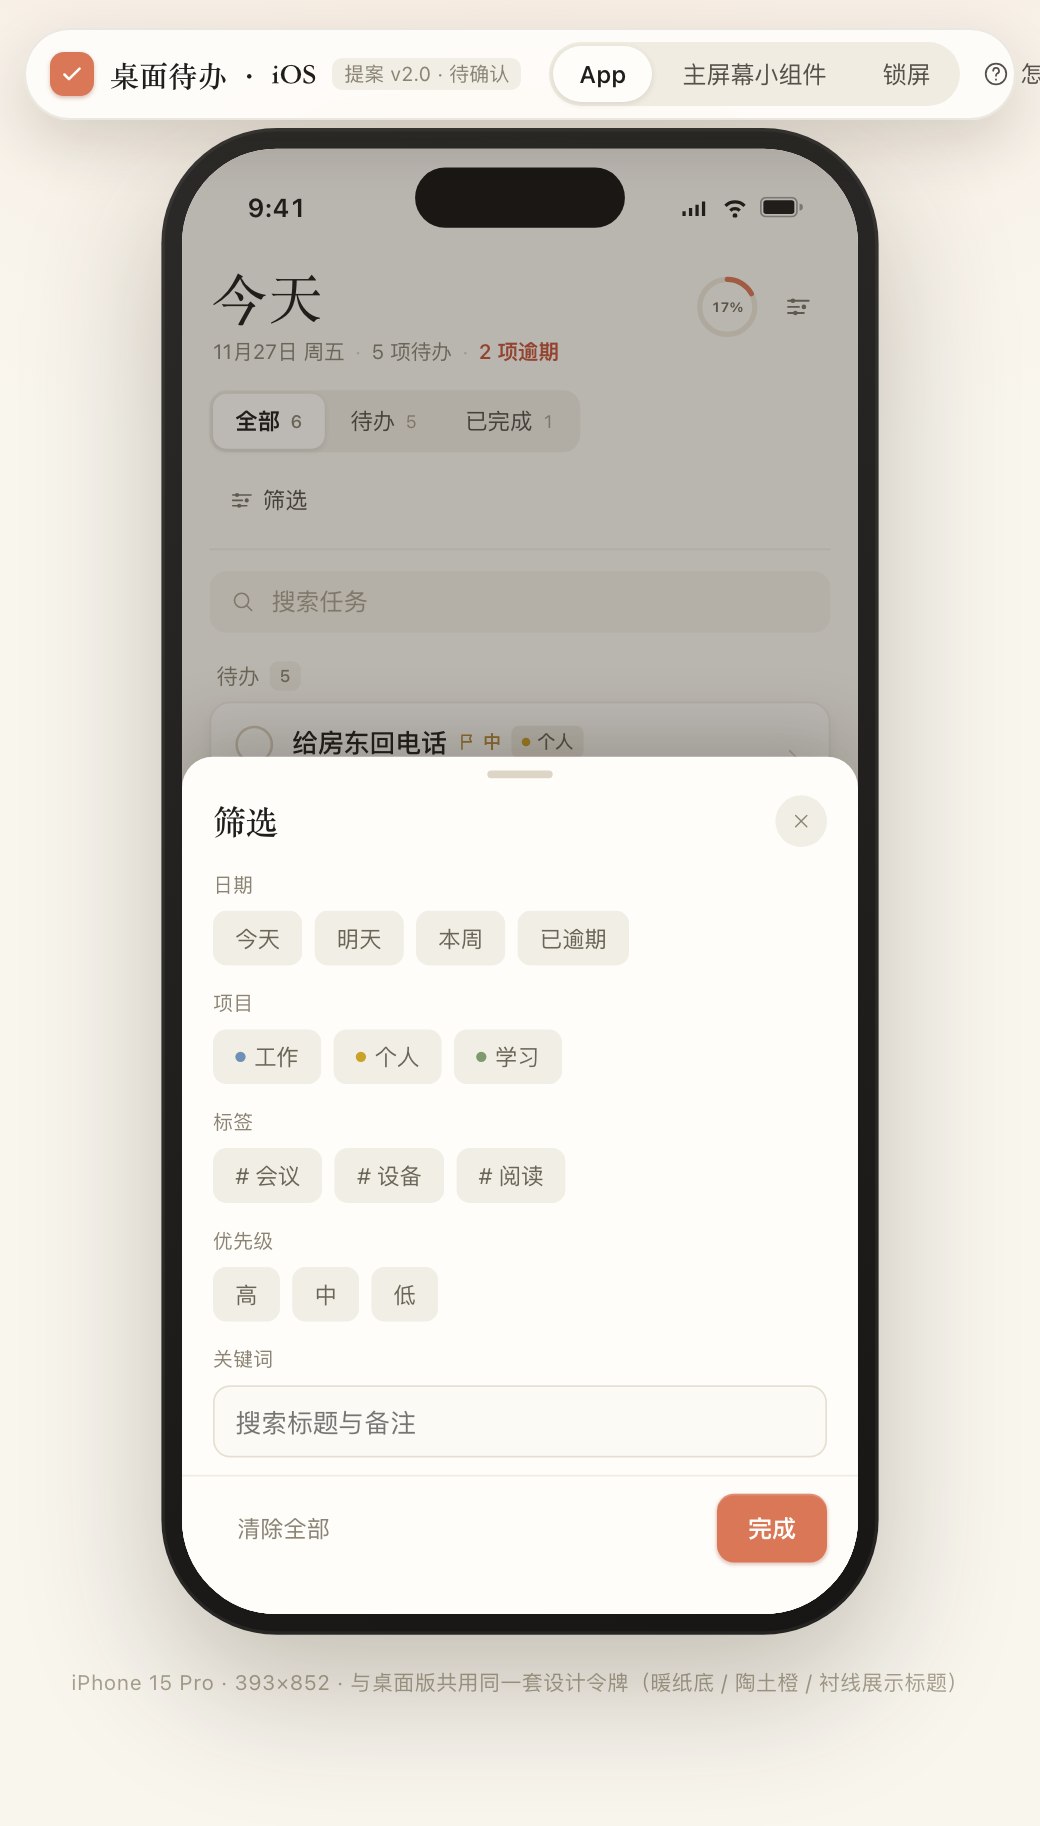 桌面待办 · iOS 提案 v2.0 · 待确认 App 主屏幕小组件 锁屏 怎
9:41
今天
17%
11月27日 周五 · 5 项待办 · 2 项逾期
全部 6 待办 5 已完成 1
筛选
搜索任务
待办 5
给房东回电话 中 个人
筛选
日期
今天 明天 本周 已逾期
项目
工作 个人 学习
标签
# 会议 # 设备 # 阅读
优先级
高 中 低
关键词
搜索标题与备注
清除全部 完成
iPhone 15 Pro · 393×852 · 与桌面版共用同一套设计令牌（暖纸底 / 陶土橙 / 衬线展示标题）